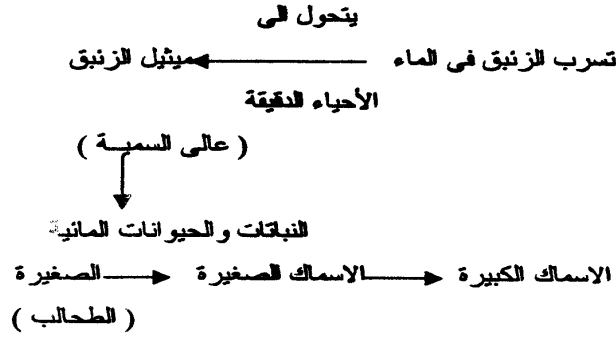 يتحول الى
تسرب الزئبق فى الماء ميثيل الزئبق
الأحياء الدقيقة
( عالى السمية )
النباتات والحيوانات المائية
الصغيرة الاسماك الصغيرة الاسماك الكبيرة
( الطحالب )